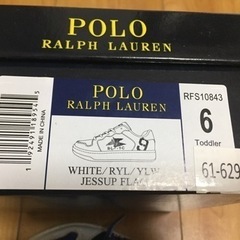 POLO
RALPH LAUREN
POLO
RALPH LAUREN
RFS10843
6
Toddler
61-629
WHITE/ RYL/ YLW
JESSUP FLAG
MADE IN CHINA